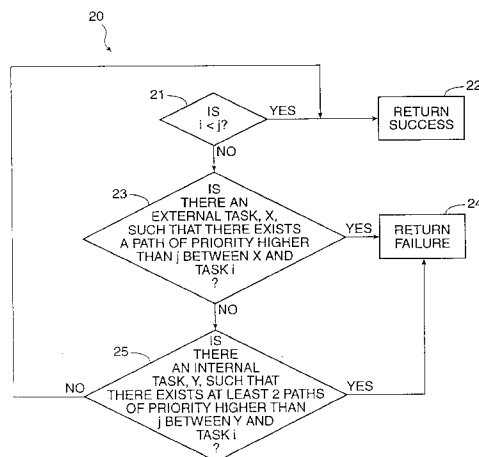 20
21
IS
i < j?
YES
22
RETURN
SUCCESS
NO
23
IS
THERE AN
EXTERNAL TASK, X,
SUCH THAT THERE EXISTS
A PATH OF PRIORITY HIGHER
THAN j BETWEEN X AND
TASK i
?
YES
24
RETURN
FAILURE
NO
25
IS
THERE
AN INTERNAL
TASK, Y, SUCH THAT
THERE EXISTS AT LEAST 2 PATHS
OF PRIORITY HIGHER THAN
j BETWEEN Y AND
TASK i
?
NO
YES